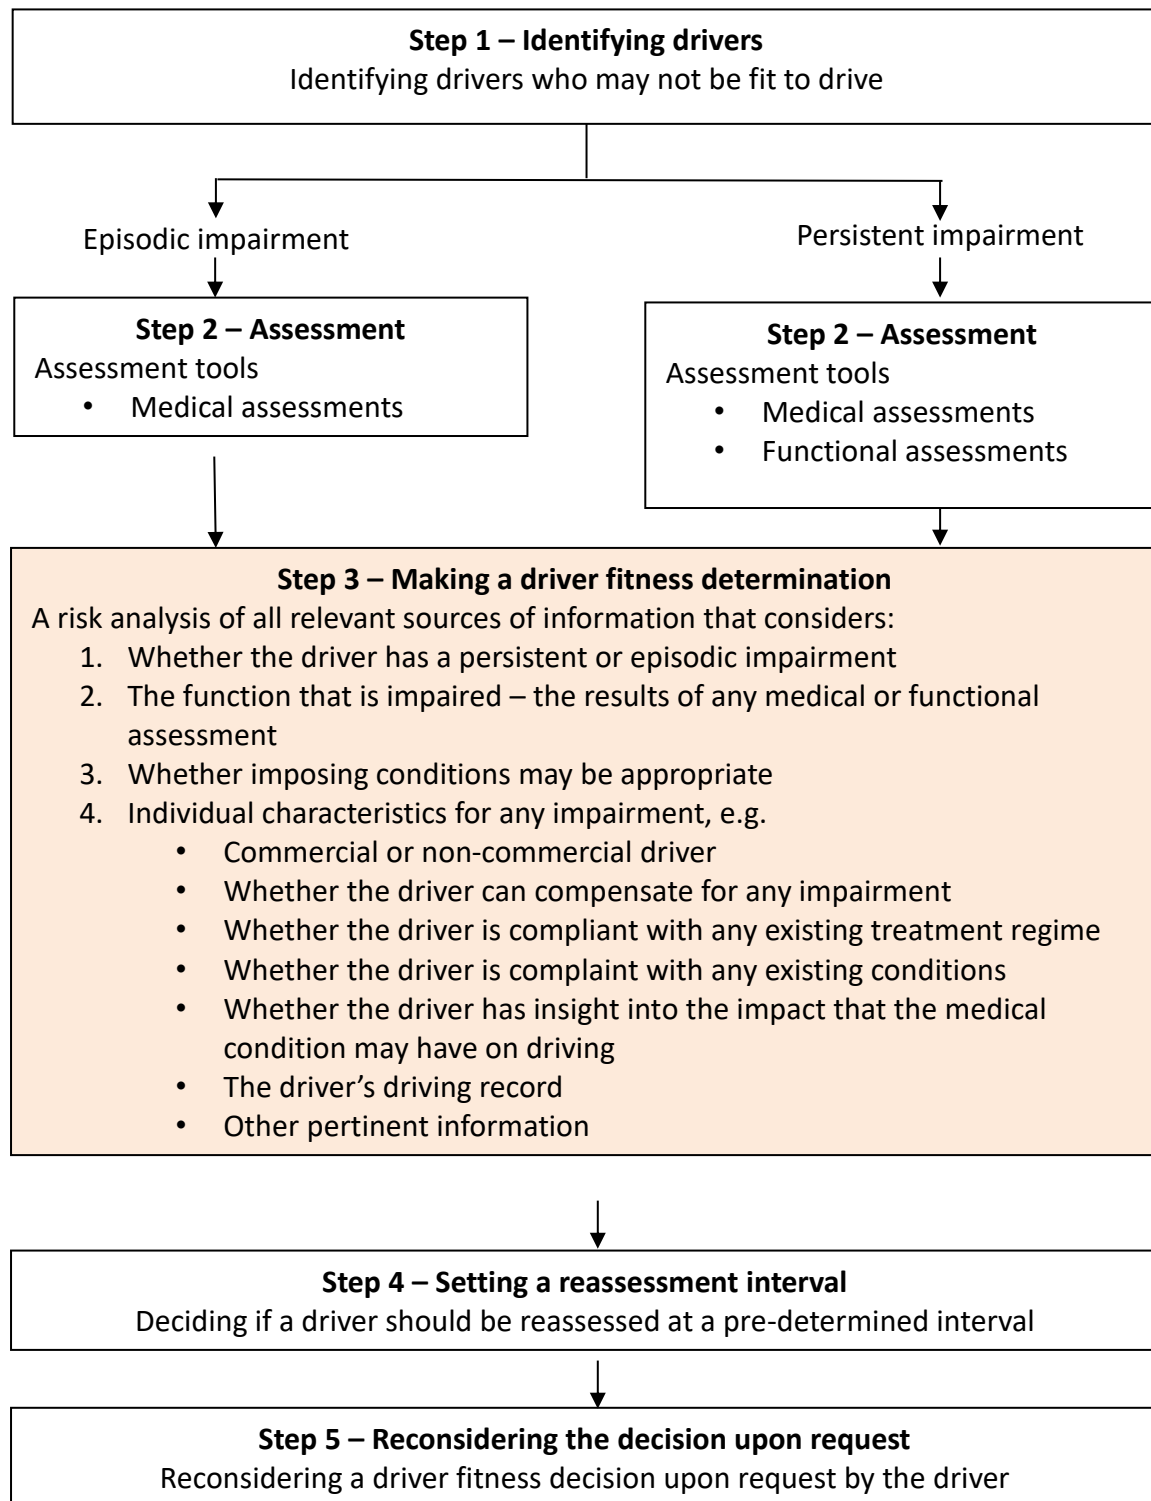 Step 1 – Identifying drivers
Identifying drivers who may not be fit to drive
Episodic impairment
Persistent impairment
Step 2 – Assessment
Assessment tools
• Medical assessments
Step 2 – Assessment
Assessment tools
• Medical assessments
• Functional assessments
Step 3 – Making a driver fitness determination
A risk analysis of all relevant sources of information that considers:
1. Whether the driver has a persistent or episodic impairment
2. The function that is impaired – the results of any medical or functional
assessment
3. Whether imposing conditions may be appropriate
4. Individual characteristics for any impairment, e.g.
• Commercial or non-commercial driver
• Whether the driver can compensate for any impairment
• Whether the driver is compliant with any existing treatment regime
• Whether the driver is complaint with any existing conditions
• Whether the driver has insight into the impact that the medical
condition may have on driving
• The driver’s driving record
• Other pertinent information
Step 4 – Setting a reassessment interval
Deciding if a driver should be reassessed at a pre-determined interval
Step 5 – Reconsidering the decision upon request
Reconsidering a driver fitness decision upon request by the driver